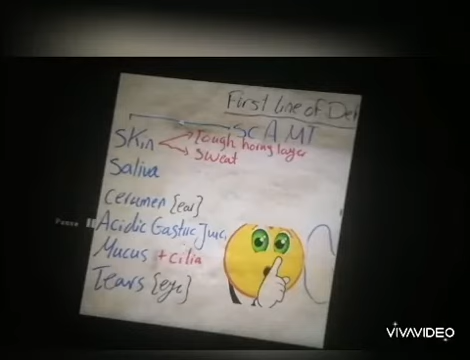 First line of Def
SCAMT
Skin
tough horny layer
sweat
Saliva
Cerumen {ear}
Acidic Gastric Juic
Mucus + cilia
Tears {eye}
Pause
VIVAVIDEO